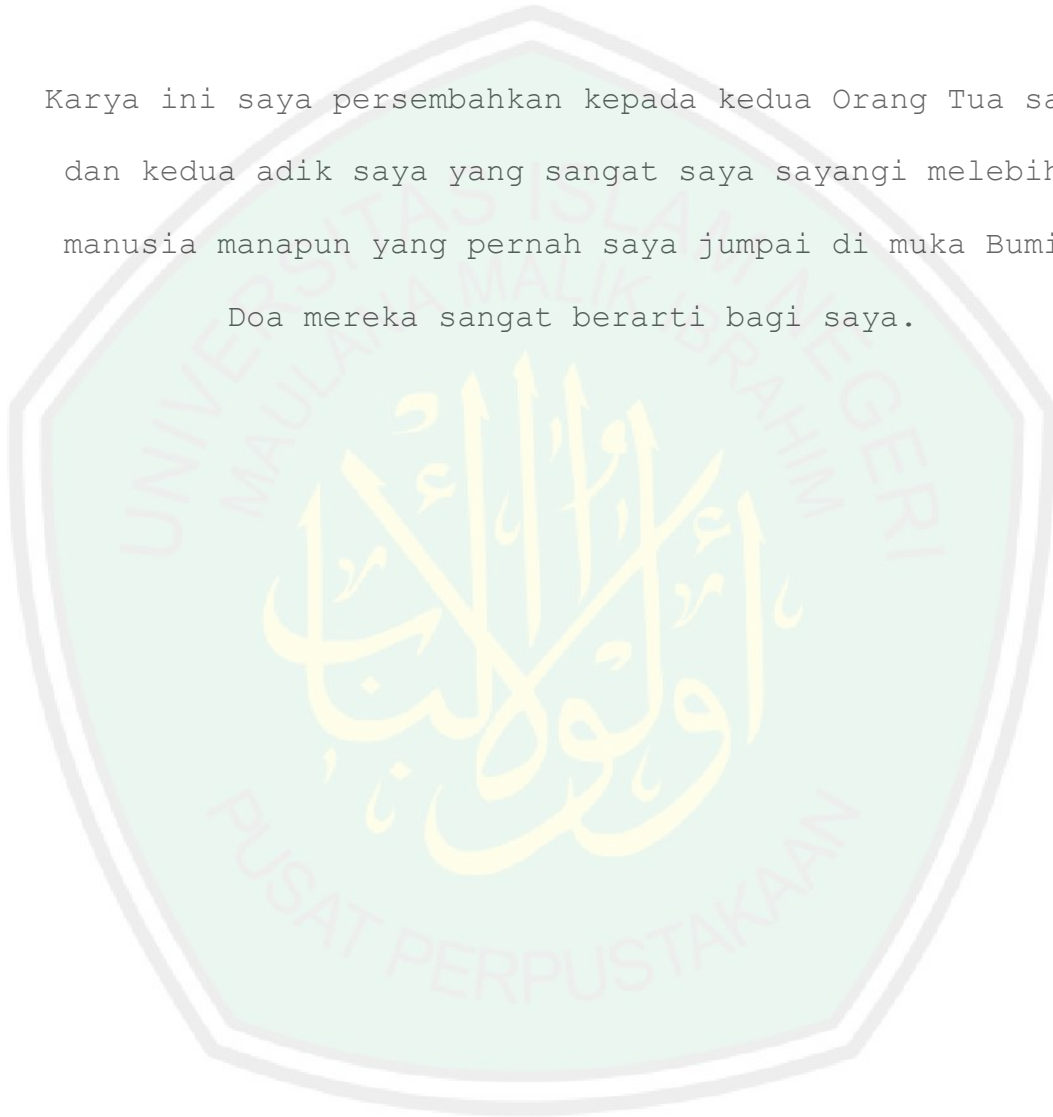 Karya ini saya persembahkan kepada kedua Orang Tua sa
dan kedua adik saya yang sangat saya sayangi melebih
manusia manapun yang pernah saya jumpai di muka Bumi
Doa mereka sangat berarti bagi saya.
UNIVERSITAS ISLAM NEGERI
MAULANA MALIK IBRAHIM
أولوا الألباب
PUSAT PERPUSTAKAAN